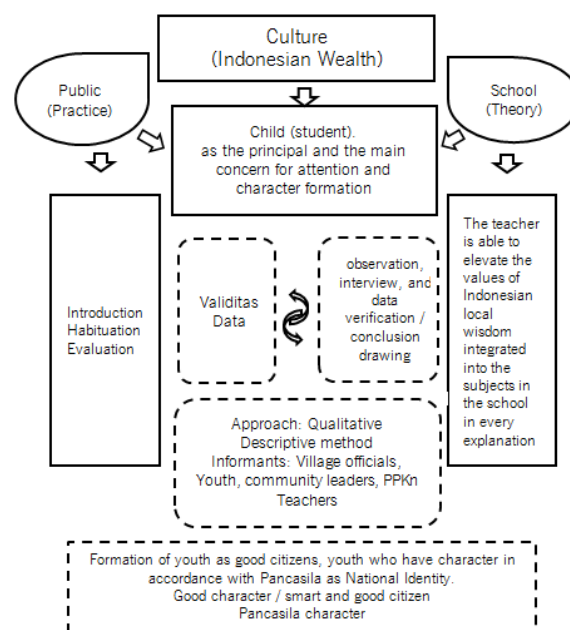 Culture
(Indonesian Wealth)
Public
(Practice)
School
(Theory)
Child (student).
as the principal and the main
concern for attention and
character formation
Introduction
Habituation
Evaluation
Validitas
Data
observation,
interview, and
data
verification /
conclusion
drawing
The teacher
is able to
elevate the
values of
Indonesian
local
wisdom
integrated
into the
subjects in
the school
in every
explanation
Approach: Qualitative
Descriptive method
Informants: Village officials,
Youth, community leaders, PPKn
Teachers
Formation of youth as good citizens, youth who have character in
accordance with Pancasila as National Identity.
Good character / smart and good citizen
Pancasila character